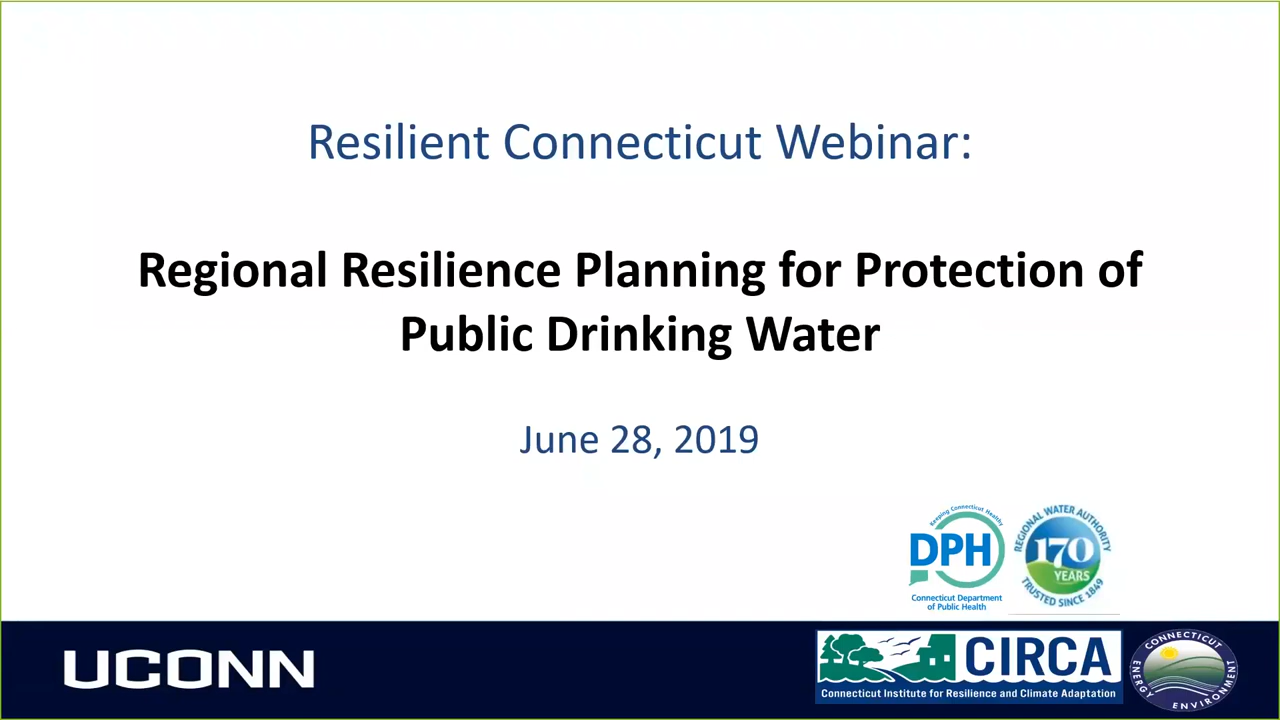 Resilient Connecticut Webinar:
Regional Resilience Planning for Protection of
Public Drinking Water
June 28, 2019
Keeping Connecticut Healthy
DPH
Connecticut Department
of Public Health
REGIONAL WATER AUTHORITY
170
YEARS
TRUSTED SINCE 1849
UCONN
CIRCA
Connecticut Institute for Resilience and Climate Adaptation
CONNECTICUT
ENERGY
ENVIRONMENT